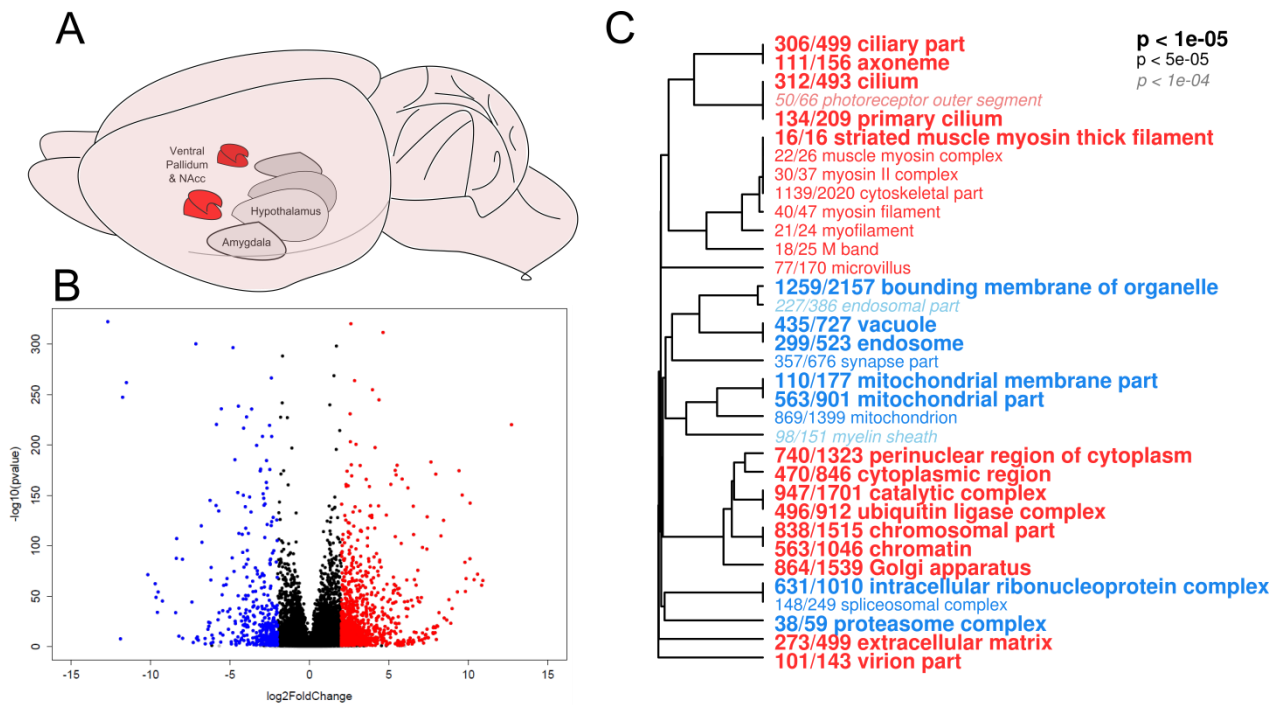 A
Ventral
Pallidum
& NAcc
Hypothalamus
Amygdala
B
300
250
200
150
100
50
0
-log10(pvalue)
-15
-10
-5
0
5
10
15
log2FoldChange
C
p < 1e-05
p < 5e-05
p < 1e-04
306/499 ciliary part
111/156 axoneme
312/493 cilium
50/66 photoreceptor outer segment
134/209 primary cilium
16/16 striated muscle myosin thick filament
22/26 muscle myosin complex
30/37 myosin II complex
1139/2020 cytoskeletal part
40/47 myosin filament
21/24 myofilament
18/25 M band
77/170 microvillus
1259/2157 bounding membrane of organelle
227/386 endosomal part
435/727 vacuole
299/523 endosome
357/676 synapse part
110/177 mitochondrial membrane part
563/901 mitochondrial part
869/1399 mitochondrion
98/151 myelin sheath
740/1323 perinuclear region of cytoplasm
470/846 cytoplasmic region
947/1701 catalytic complex
496/912 ubiquitin ligase complex
838/1515 chromosomal part
563/1046 chromatin
864/1539 Golgi apparatus
631/1010 intracellular ribonucleoprotein complex
148/249 spliceosomal complex
38/59 proteasome complex
273/499 extracellular matrix
101/143 virion part